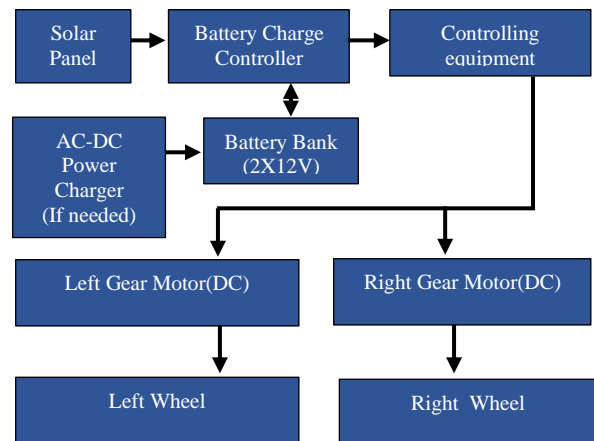 Solar
Panel
Battery Charge
Controller
Controlling
equipment
AC-DC
Power
Charger
(If needed)
Battery Bank
(2X12V)
Left Gear Motor(DC)
Right Gear Motor(DC)
Left Wheel
Right Wheel